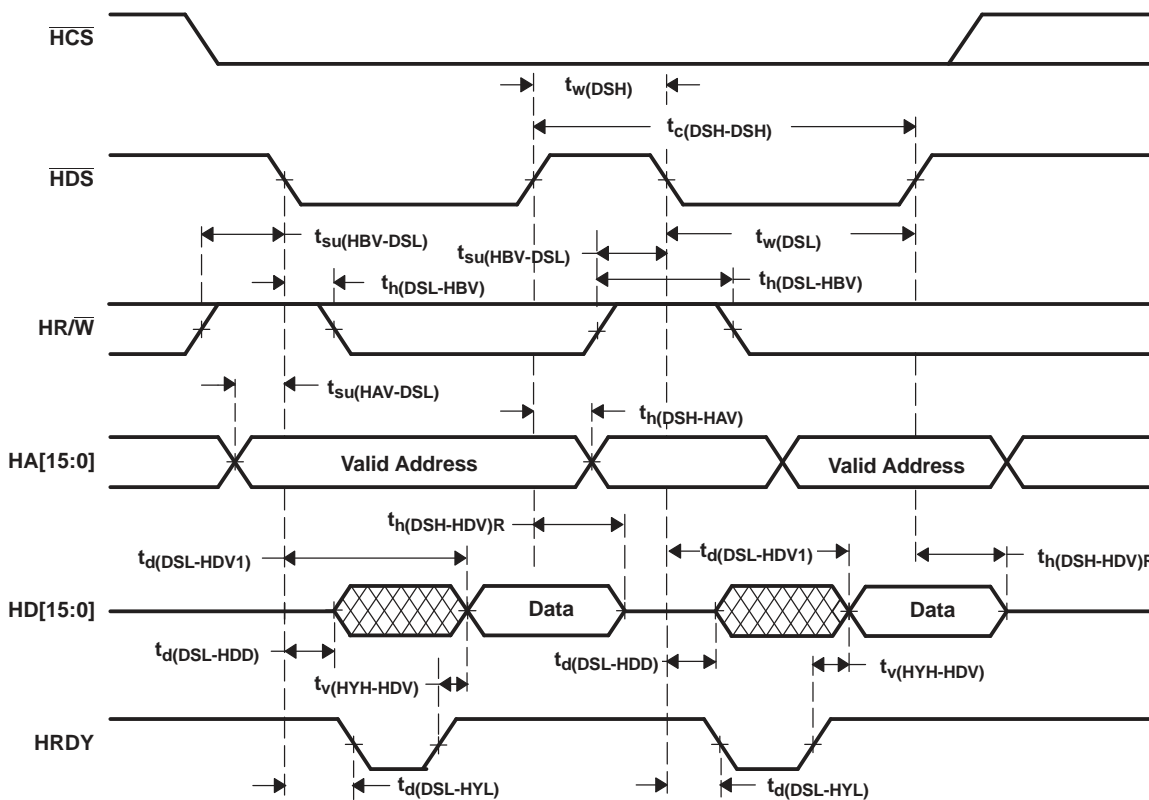 H̅C̅S̅
tw(DSH)
tc(DSH-DSH)
H̅D̅S̅
tsu(HBV-DSL)
tsu(HBV-DSL)
tw(DSL)
th(DSL-HBV)
th(DSL-HBV)
HR/W̅
tsu(HAV-DSL)
th(DSH-HAV)
HA[15:0]
Valid Address
Valid Address
th(DSH-HDV)R
td(DSL-HDV1)
td(DSL-HDV1)
th(DSH-HDV)R
HD[15:0]
Data
Data
td(DSL-HDD)
td(DSL-HDD)
tv(HYH-HDV)
tv(HYH-HDV)
HRDY
td(DSL-HYL)
td(DSL-HYL)